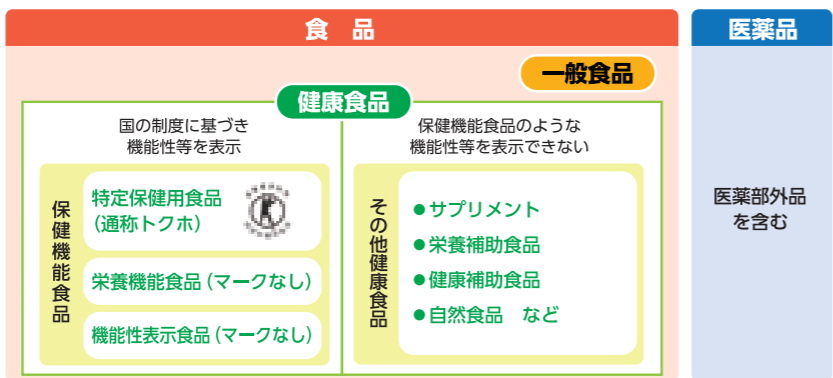 食 品
医薬品
一般食品
健康食品
国の制度に基づき
機能性等を表示
保健機能食品のような
機能性等を表示できない
保健機能食品
特定保健用食品
（通称トクホ）
栄養機能食品（マークなし）
機能性表示食品（マークなし）
その他健康食品
●サプリメント
●栄養補助食品
●健康補助食品
●自然食品　など
医薬部外品
を含む